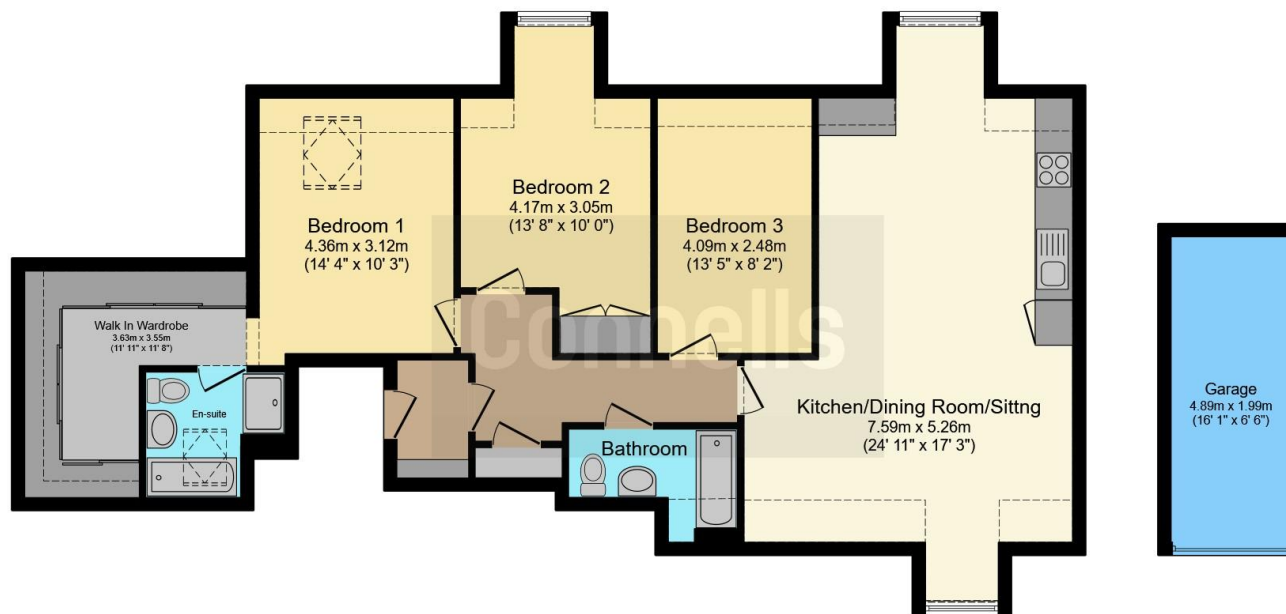 Bedroom 1
4.36m x 3.12m
(14' 4" x 10' 3")
Bedroom 2
4.17m x 3.05m
(13' 8" x 10' 0")
Bedroom 3
4.09m x 2.48m
(13' 5" x 8' 2")
Walk In Wardrobe
3.63m x 3.55m
(11' 11" x 11' 8")
En-suite
Bathroom
Kitchen/Dining Room/Sittng
7.59m x 5.26m
(24' 11" x 17' 3")
Garage
4.89m x 1.99m
(16' 1" x 6' 6")
Connells